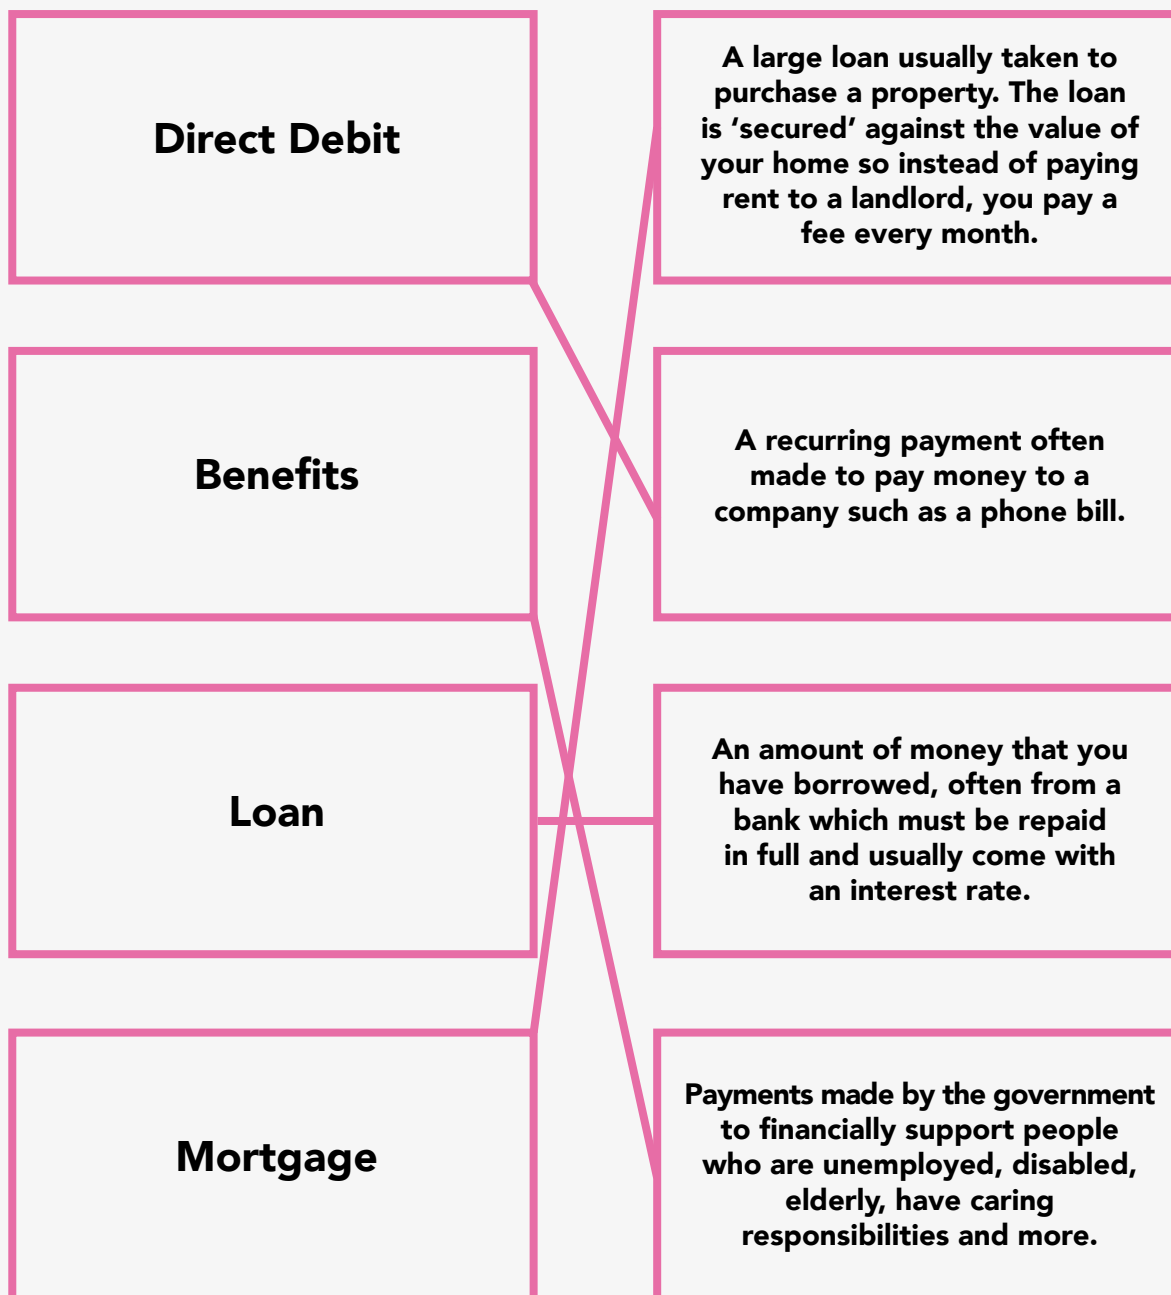 Direct Debit
A large loan usually taken to
purchase a property. The loan
is ‘secured’ against the value of
your home so instead of paying
rent to a landlord, you pay a
fee every month.
Benefits
A recurring payment often
made to pay money to a
company such as a phone bill.
Loan
An amount of money that you
have borrowed, often from a
bank which must be repaid
in full and usually come with
an interest rate.
Mortgage
Payments made by the government
to financially support people
who are unemployed, disabled,
elderly, have caring
responsibilities and more.